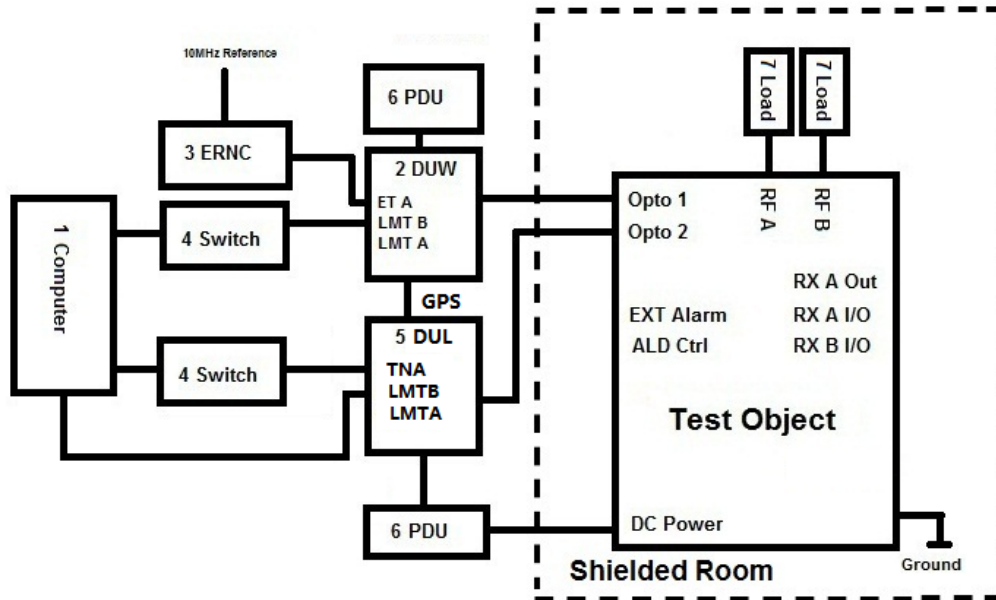 10MHz Reference
6 PDU
3 ERNC
2 DUW
ET A
LMT B
LMT A
4 Switch
1 Computer
GPS
5 DUL
TNA
LMTB
LMTA
4 Switch
6 PDU
7 Load
7 Load
RF A
RF B
Opto 1
Opto 2
RX A Out
EXT Alarm
RX A I/O
ALD Ctrl
RX B I/O
Test Object
DC Power
Ground
Shielded Room